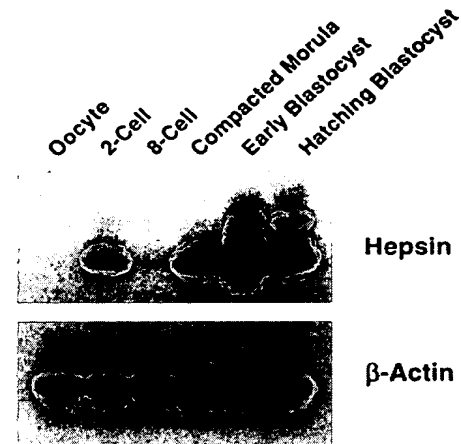 Oocyte
2-Cell
8-Cell
Compacted Morula
Early Blastocyst
Hatching Blastocyst
Hepsin
β-Actin